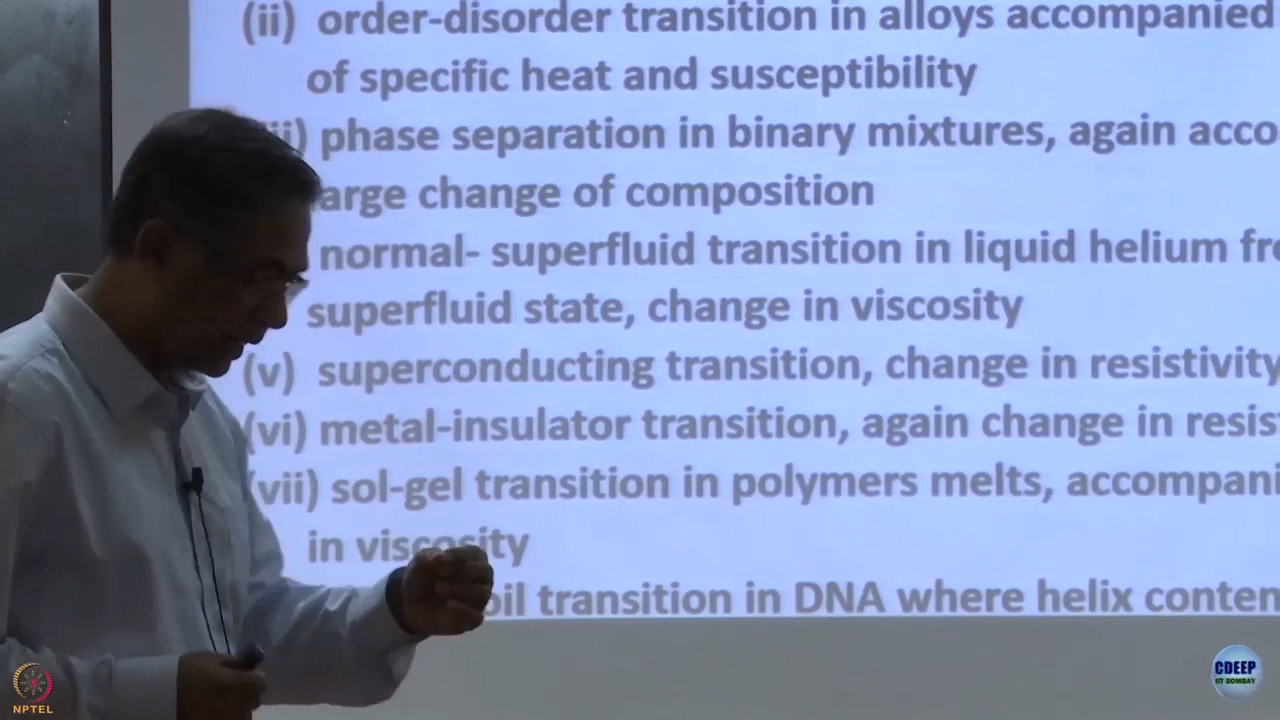 (ii) order-disorder transition in alloys accompanied
of specific heat and susceptibility
phase separation in binary mixtures, again acco
arge change of composition
normal- superfluid transition in liquid helium fr
superfluid state, change in viscosity
(v) superconducting transition, change in resistivity
(vi) metal-insulator transition, again change in resis
(vii) sol-gel transition in polymers melts, accompani
in viscosity
oil transition in DNA where helix conten
NPTEL
CDEEP
IIT BOMBAY